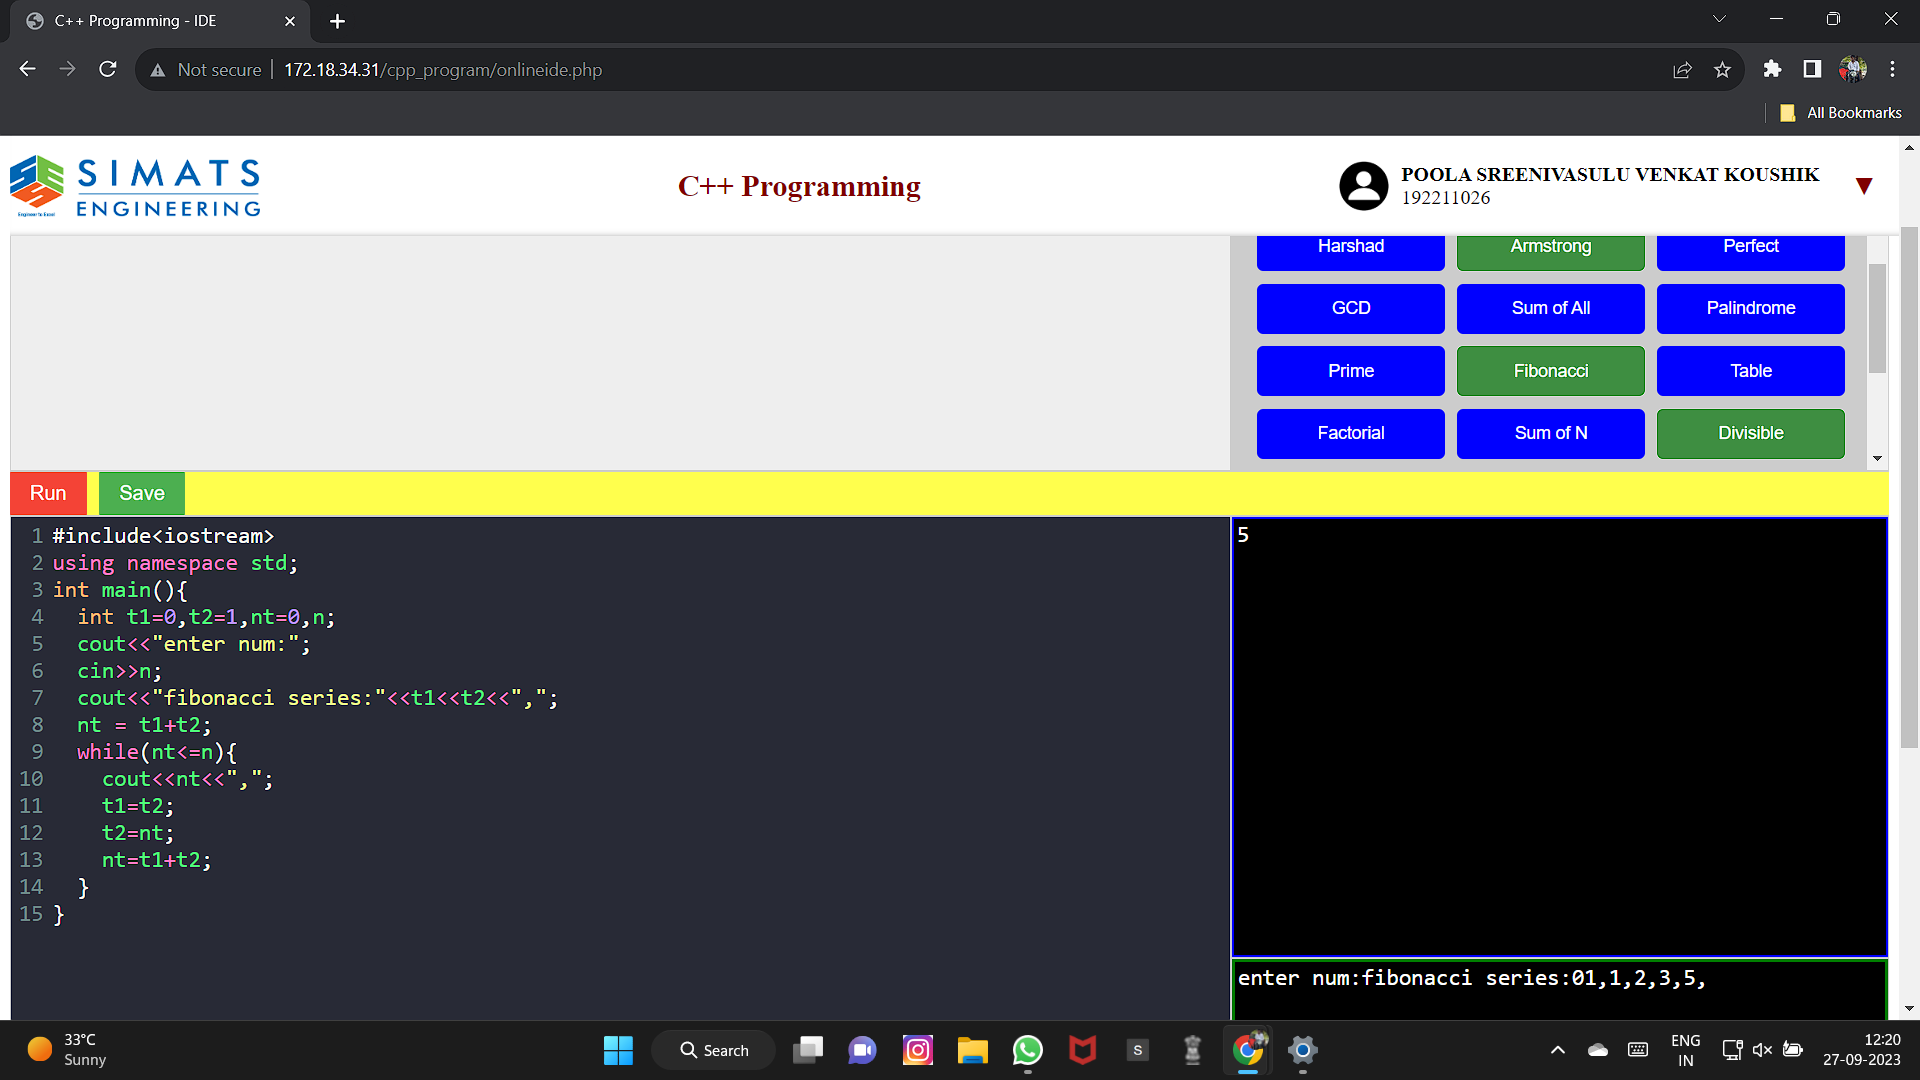 C++ Programming - IDE
Not secure 172.18.34.31/cpp_program/onlineide.php
All Bookmarks
SIMATS
ENGINEERING
Engineer to Excel
C++ Programming
POOLA SREENIVASULU VENKAT KOUSHIK
192211026
Harshad Armstrong Perfect
GCD Sum of All Palindrome
Prime Fibonacci Table
Factorial Sum of N Divisible
Run Save
1 #include<iostream>
2 using namespace std;
3 int main(){
4 int t1=0,t2=1,nt=0,n;
5 cout<<"enter num:";
6 cin>>n;
7 cout<<"fibonacci series:"<<t1<<t2<<",";
8 nt = t1+t2;
9 while(nt<=n){
10 cout<<nt<<",";
11 t1=t2;
12 t2=nt;
13 nt=t1+t2;
14 }
15 }
5
enter num:fibonacci series:01,1,2,3,5,
33°C
Sunny
Search
S
ENG
IN
12:20
27-09-2023